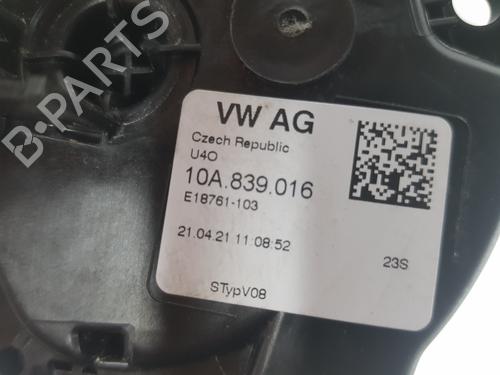 B-PARTS
B-PARTS
VW AG
Czech Republic
U4O
10A.839.016
E18761-103
21.04.21 11:08:52
23S
STypV08